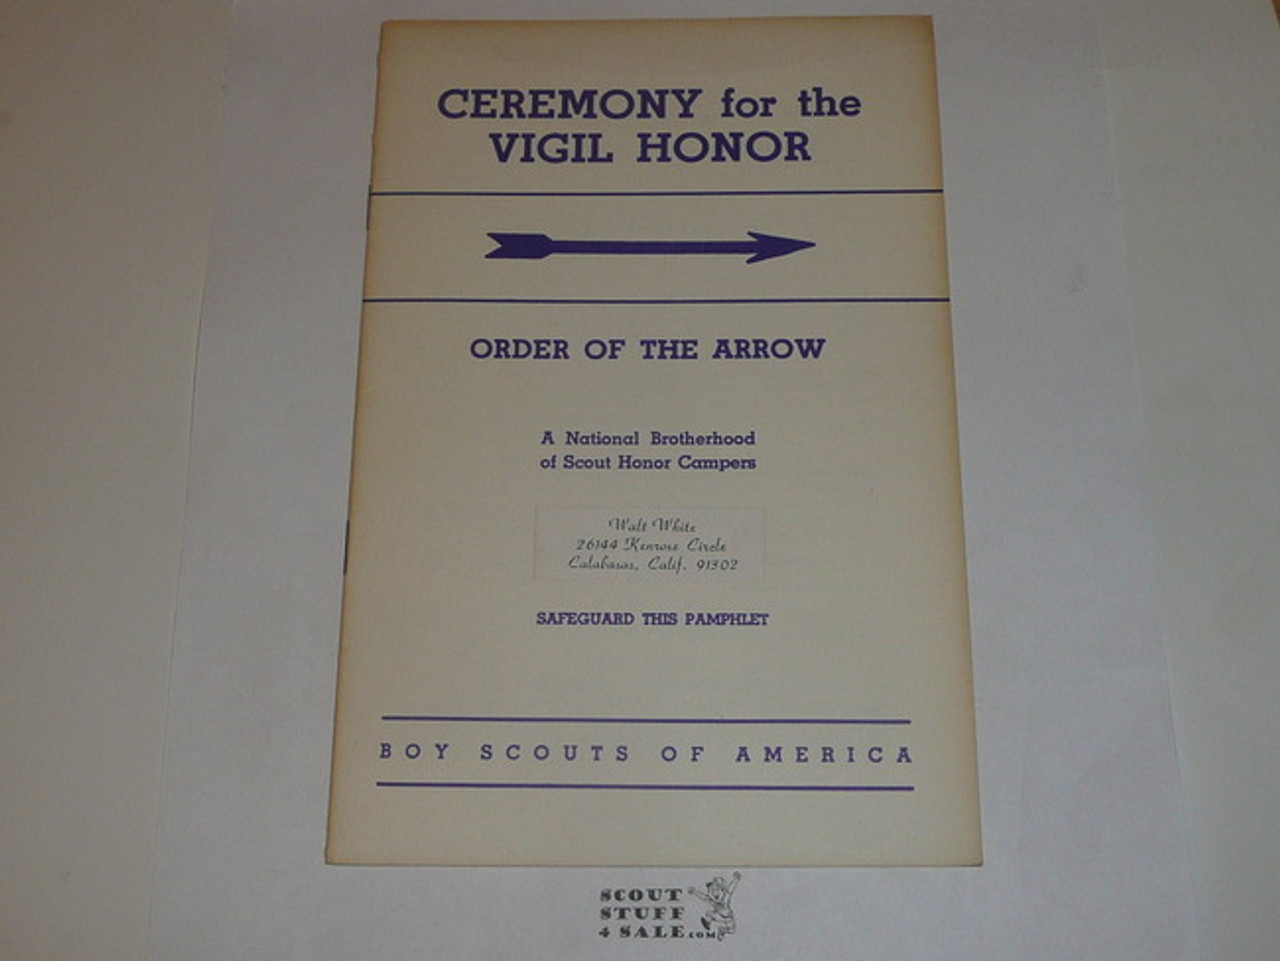 CEREMONY for the
VIGIL HONOR
ORDER OF THE ARROW
A National Brotherhood
of Scout Honor Campers
Walt White
26144 Kenrose Circle
Calabasas, Calif. 91302
SAFEGUARD THIS PAMPHLET
BOY SCOUTS OF AMERICA
SCOUT
STUFF
4 SALE.COM